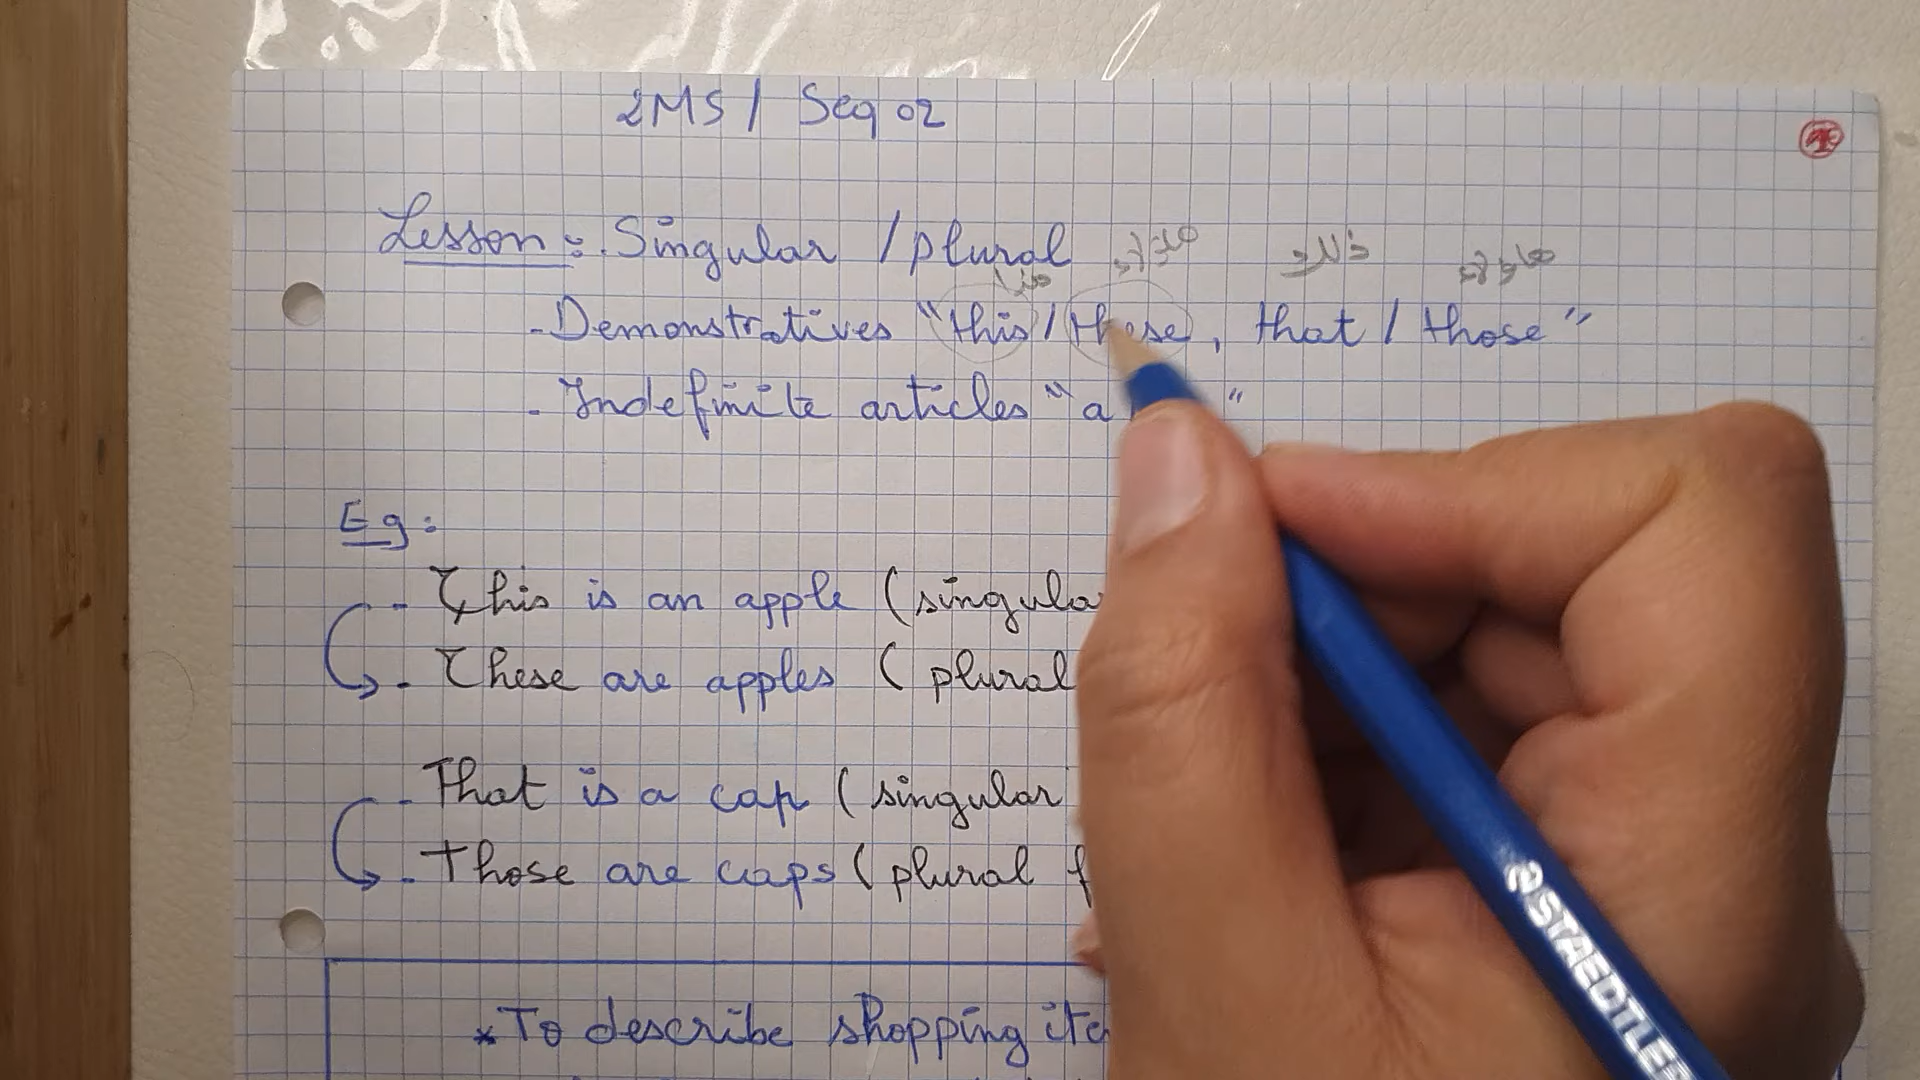 2MS / Seq 02
Lesson: Singular / plural
هذا هؤلاء ذلك أولئك
- Demonstratives "this / these, that / those"
- Indefinite articles "a "
Eg:
- This is an apple (singular
- These are apples ( plural
- That is a cap ( singular
- Those are caps ( plural f
* To describe shopping ite
STAEDTLER